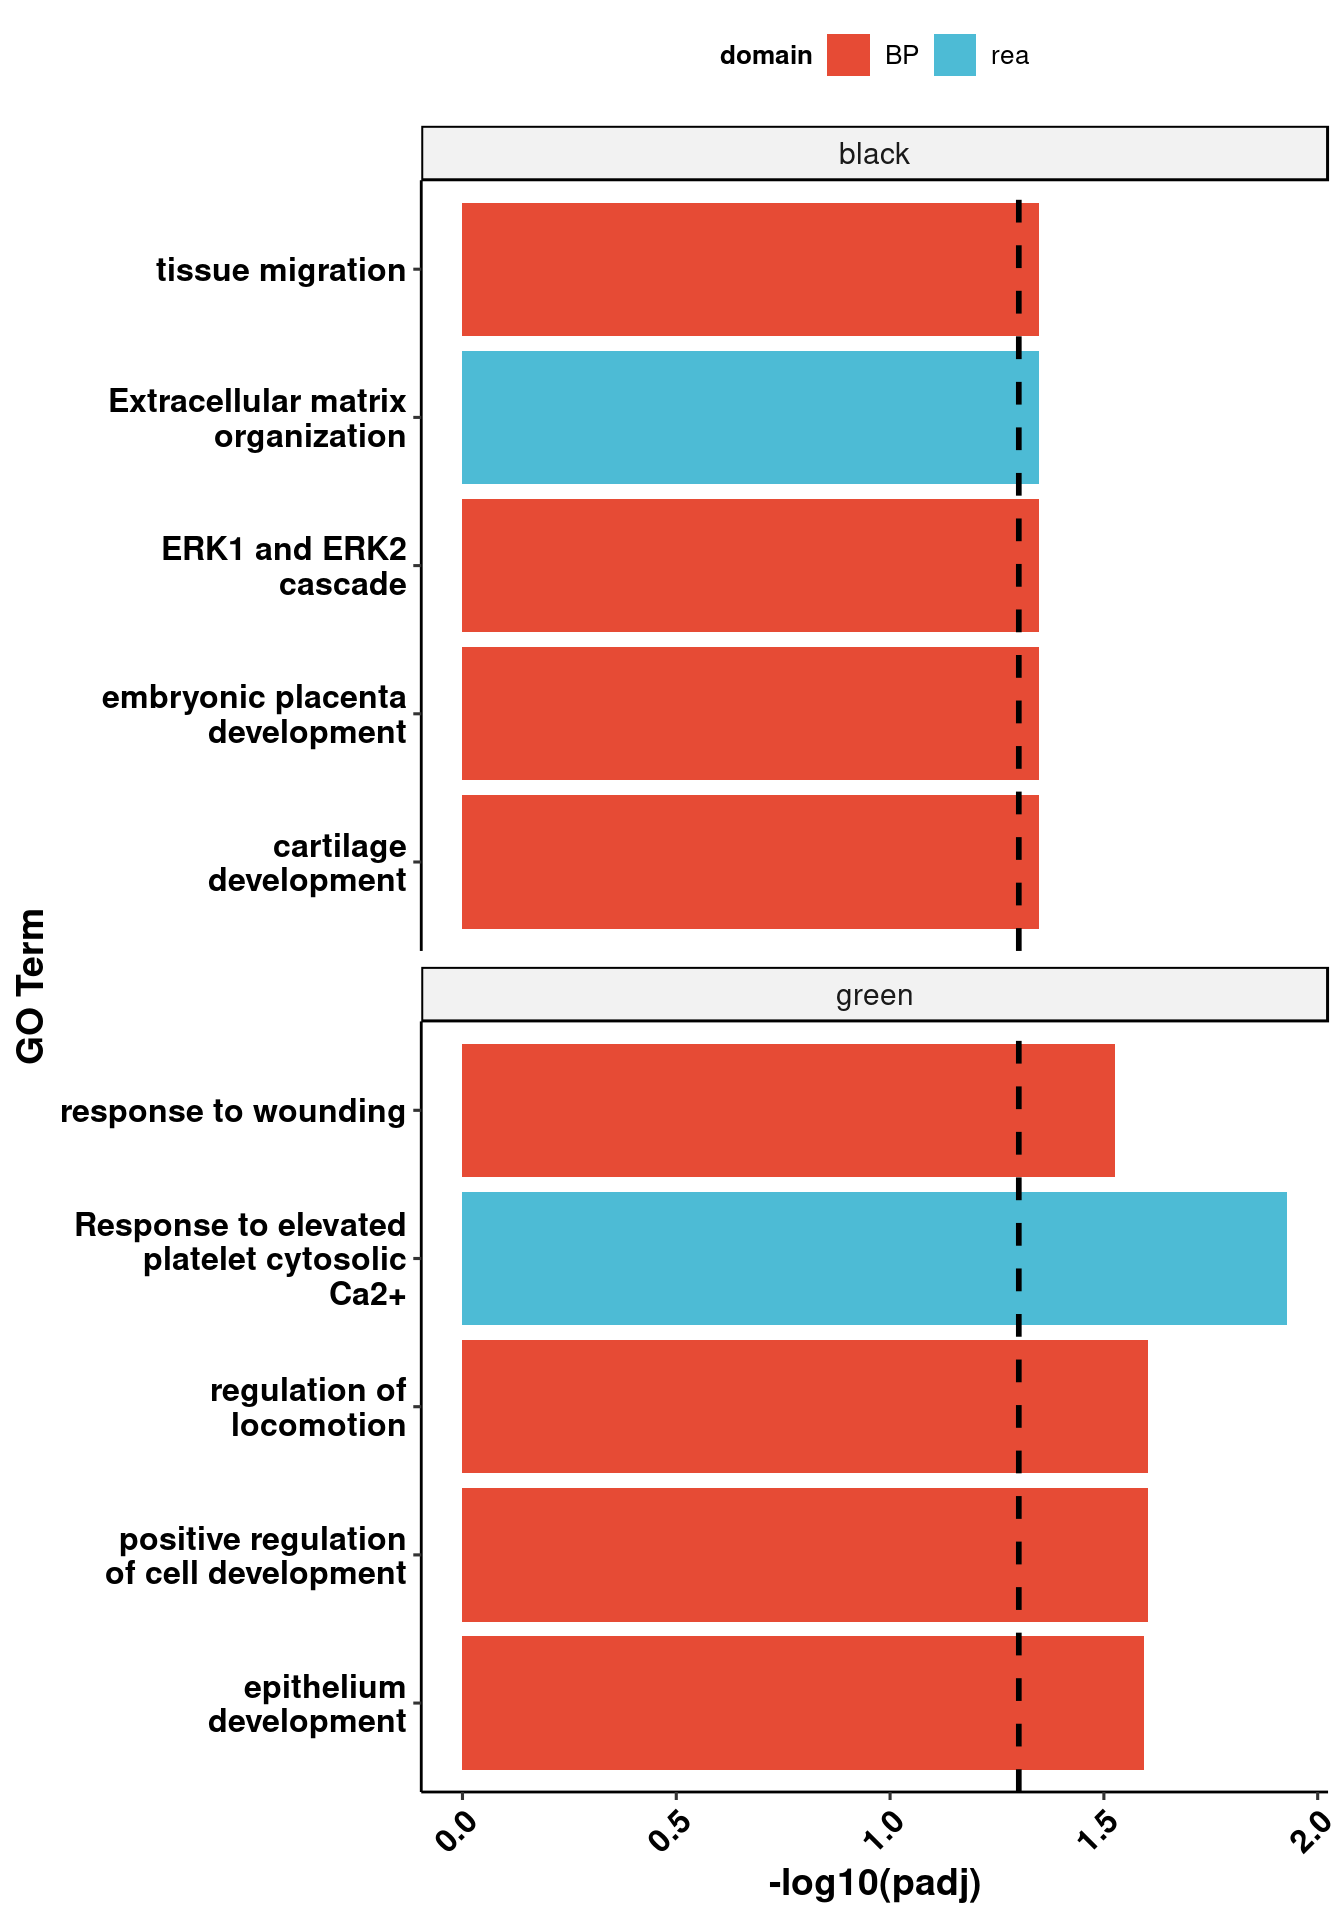 domain BP rea
black
tissue migration
Extracellular matrix
organization
ERK1 and ERK2
cascade
embryonic placenta
development
cartilage
development
GO Term
green
response to wounding
Response to elevated
platelet cytosolic
Ca2+
regulation of
locomotion
positive regulation
of cell development
epithelium
development
0.0 0.5 1.0 1.5 2.0
-log10(padj)